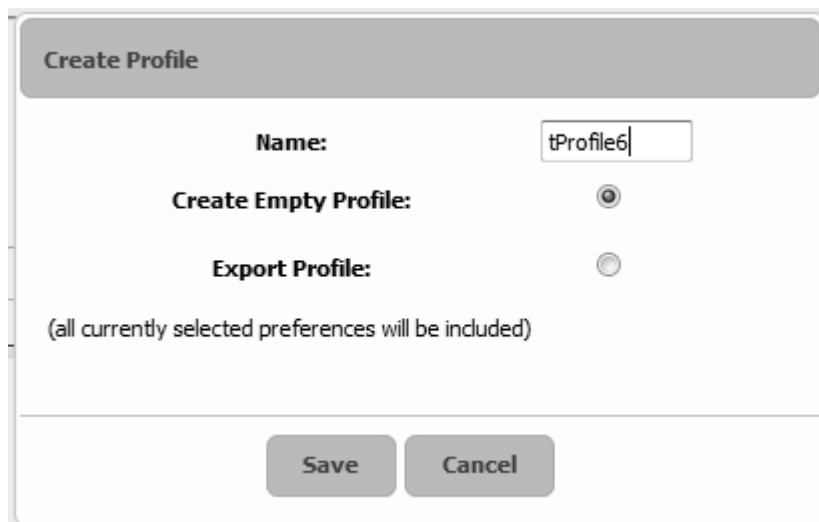 Create Profile
Name: tProfile6
Create Empty Profile:
Export Profile:
(all currently selected preferences will be included)
Save Cancel